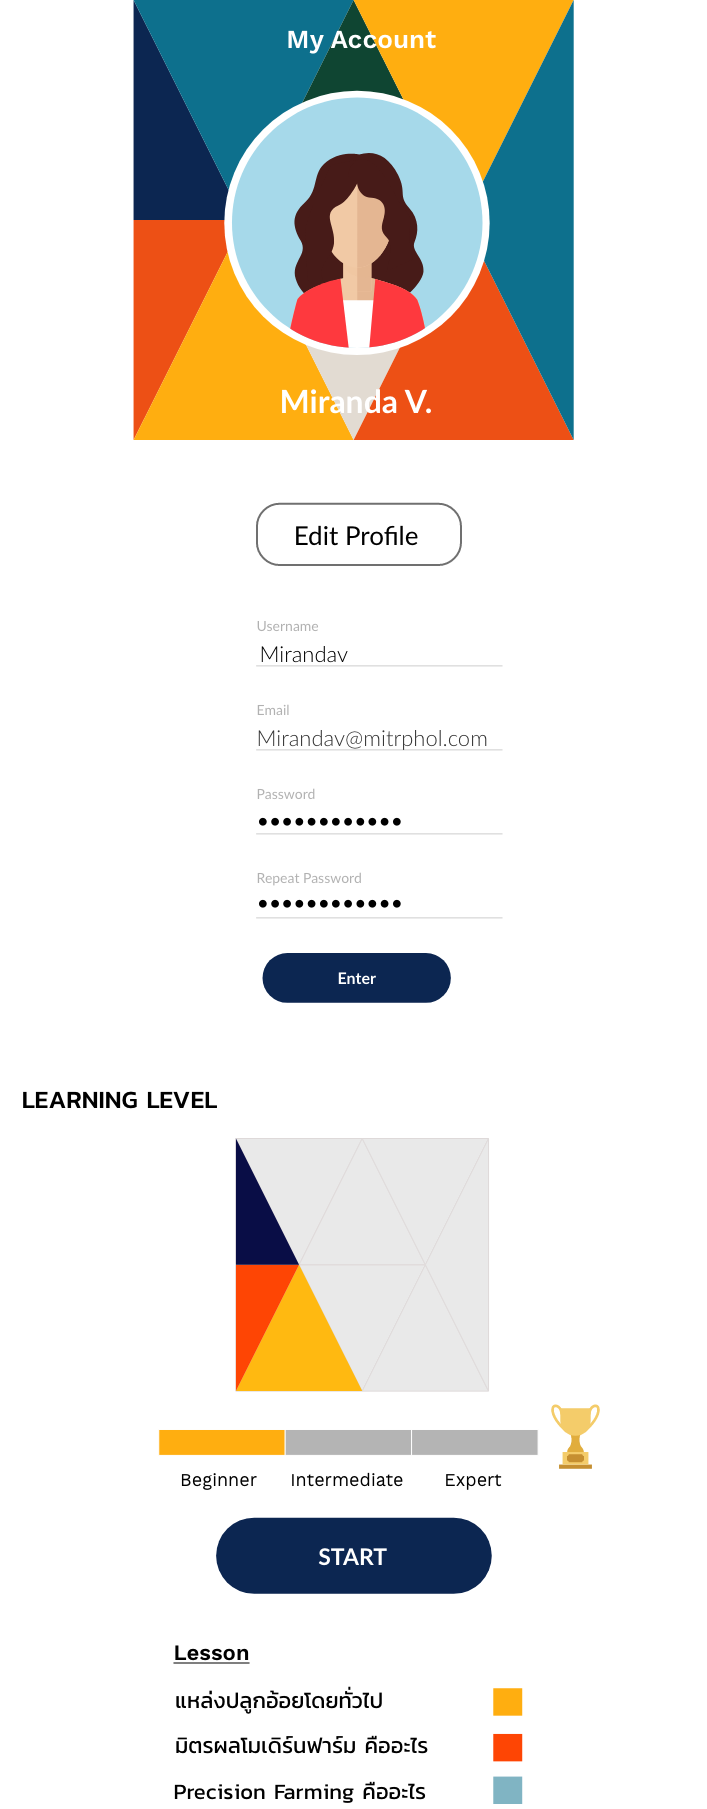 My Account
Miranda V.
Edit Profile
Username
Mirandav
Email
Mirandav@mitrphol.com
Password
••••••••••••
Repeat Password
••••••••••••
Enter
LEARNING LEVEL
Beginner Intermediate Expert
START
Lesson
แหล่งปลูกอ้อยโดยทั่วไป
มิตรผลโมเดิร์นฟาร์ม คืออะไร
Precision Farming คืออะไร